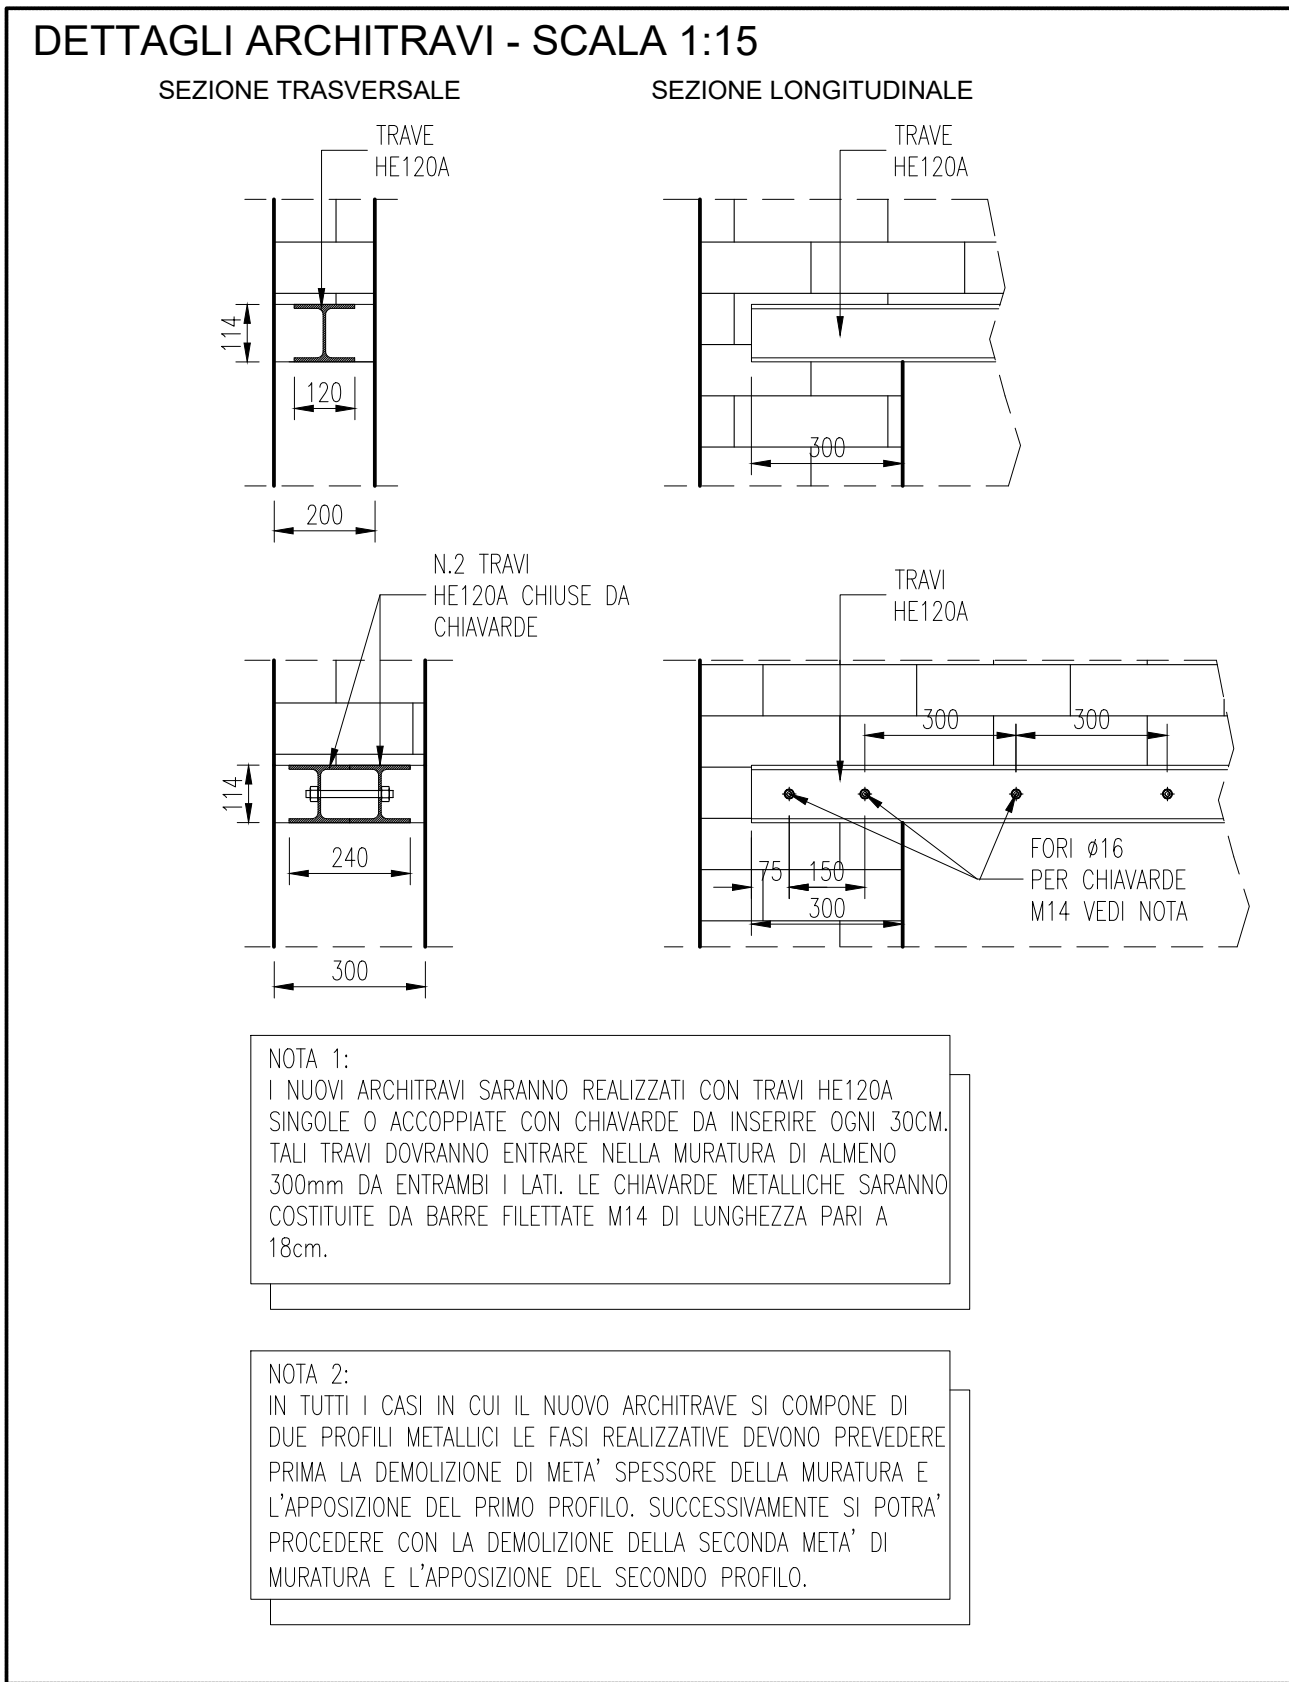 DETTAGLI ARCHITRAVI - SCALA 1:15
SEZIONE TRASVERSALE
SEZIONE LONGITUDINALE
TRAVE
HE120A
TRAVE
HE120A
114
120
300
200
N.2 TRAVI
HE120A CHIUSE DA
CHIAVARDE
TRAVI
HE120A
300
300
114
240
75
150
300
FORI ø16
PER CHIAVARDE
M14 VEDI NOTA
300
NOTA 1:
I NUOVI ARCHITRAVI SARANNO REALIZZATI CON TRAVI HE120A
SINGOLE O ACCOPPIATE CON CHIAVARDE DA INSERIRE OGNI 30CM.
TALI TRAVI DOVRANNO ENTRARE NELLA MURATURA DI ALMENO
300mm DA ENTRAMBI I LATI. LE CHIAVARDE METALLICHE SARANNO
COSTITUITE DA BARRE FILETTATE M14 DI LUNGHEZZA PARI A
18cm.
NOTA 2:
IN TUTTI I CASI IN CUI IL NUOVO ARCHITRAVE SI COMPONE DI
DUE PROFILI METALLICI LE FASI REALIZZATIVE DEVONO PREVEDERE
PRIMA LA DEMOLIZIONE DI META' SPESSORE DELLA MURATURA E
L'APPOSIZIONE DEL PRIMO PROFILO. SUCCESSIVAMENTE SI POTRA'
PROCEDERE CON LA DEMOLIZIONE DELLA SECONDA META' DI
MURATURA E L'APPOSIZIONE DEL SECONDO PROFILO.